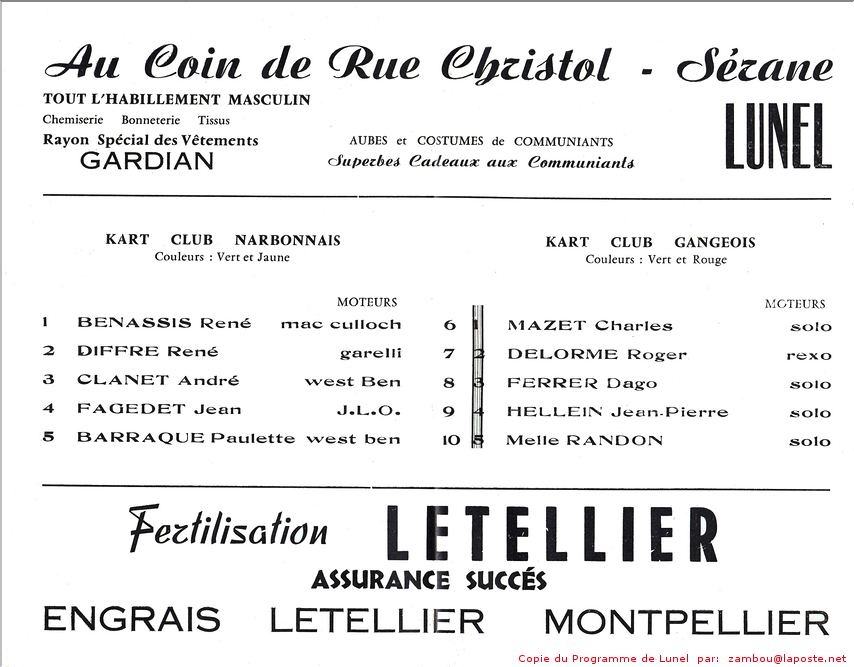 Au Coin de Rue Christol - Sérane
TOUT L'HABILLEMENT MASCULIN
Chemiserie Bonneterie Tissus
Rayon Spécial des Vêtements
GARDIAN
AUBES et COSTUMES de COMMUNIANTS
Superbes Cadeaux aux Communiants
LUNEL
KART CLUB NARBONNAIS
Couleurs : Vert et Jaune
MOTEURS
1 BENASSIS René mac culloch
2 DIFFRE René garelli
3 CLANET André west Ben
4 FAGEDET Jean J.L.O.
5 BARRAQUE Paulette west ben
KART CLUB GANGEOIS
Couleurs : Vert et Rouge
MOTEURS
6 1 MAZET Charles solo
7 2 DELORME Roger rexo
8 3 FERRER Dago solo
9 4 HELLEIN Jean-Pierre solo
10 5 Melle RANDON solo
Fertilisation LETELLIER
ASSURANCE SUCCÉS
ENGRAIS LETELLIER MONTPELLIER
Copie du Programme de Lunel par: zambou@laposte.net